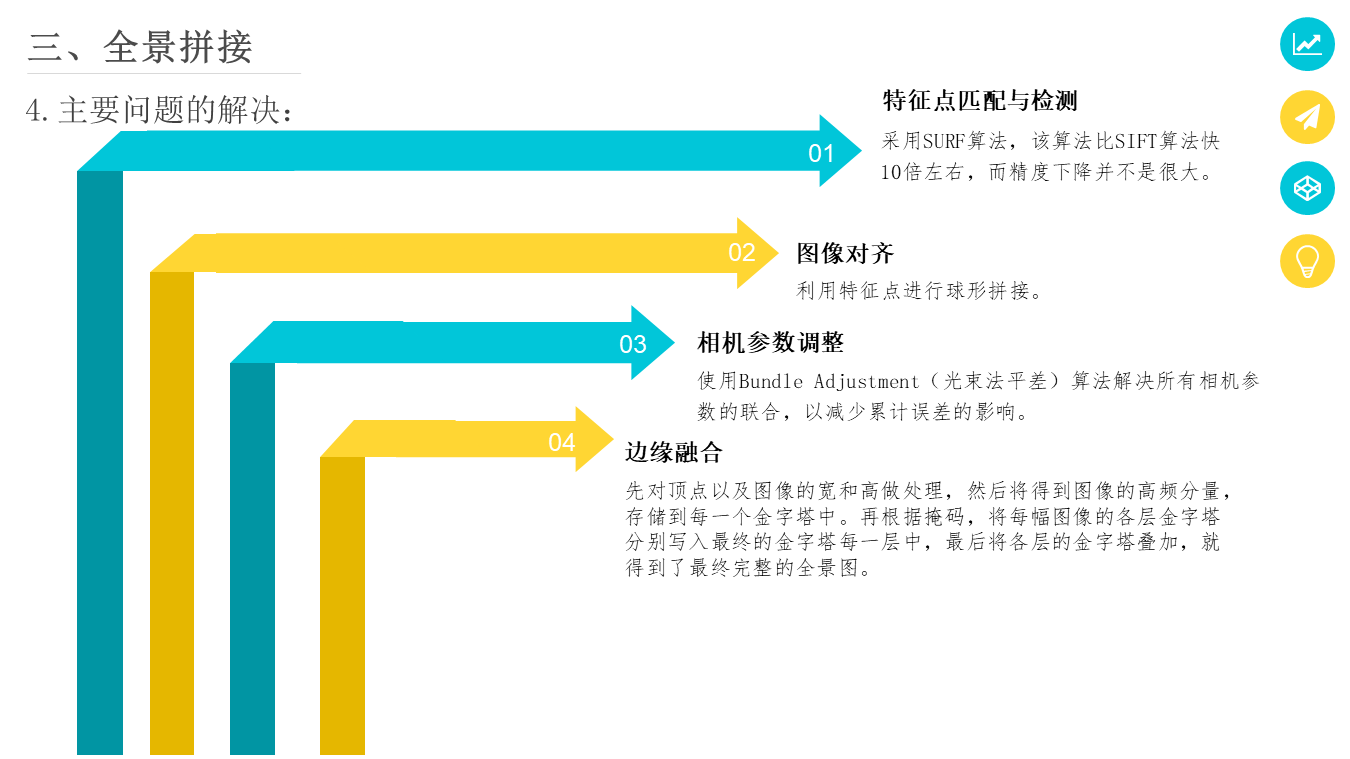 三、全景拼接
4. 主要问题的解决：
01
特征点匹配与检测
采用SURF算法，该算法比SIFT算法快
10倍左右，而精度下降并不是很大。
02
图像对齐
利用特征点进行球形拼接。
03
相机参数调整
使用Bundle Adjustment（光束法平差）算法解决所有相机参
数的联合，以减少累计误差的影响。
04
边缘融合
先对顶点以及图像的宽和高做处理，然后将得到图像的高频分量，
存储到每一个金字塔中。再根据掩码，将每幅图像的各层金字塔
分别写入最终的金字塔每一层中，最后将各层的金字塔叠加，就
得到了最终完整的全景图。